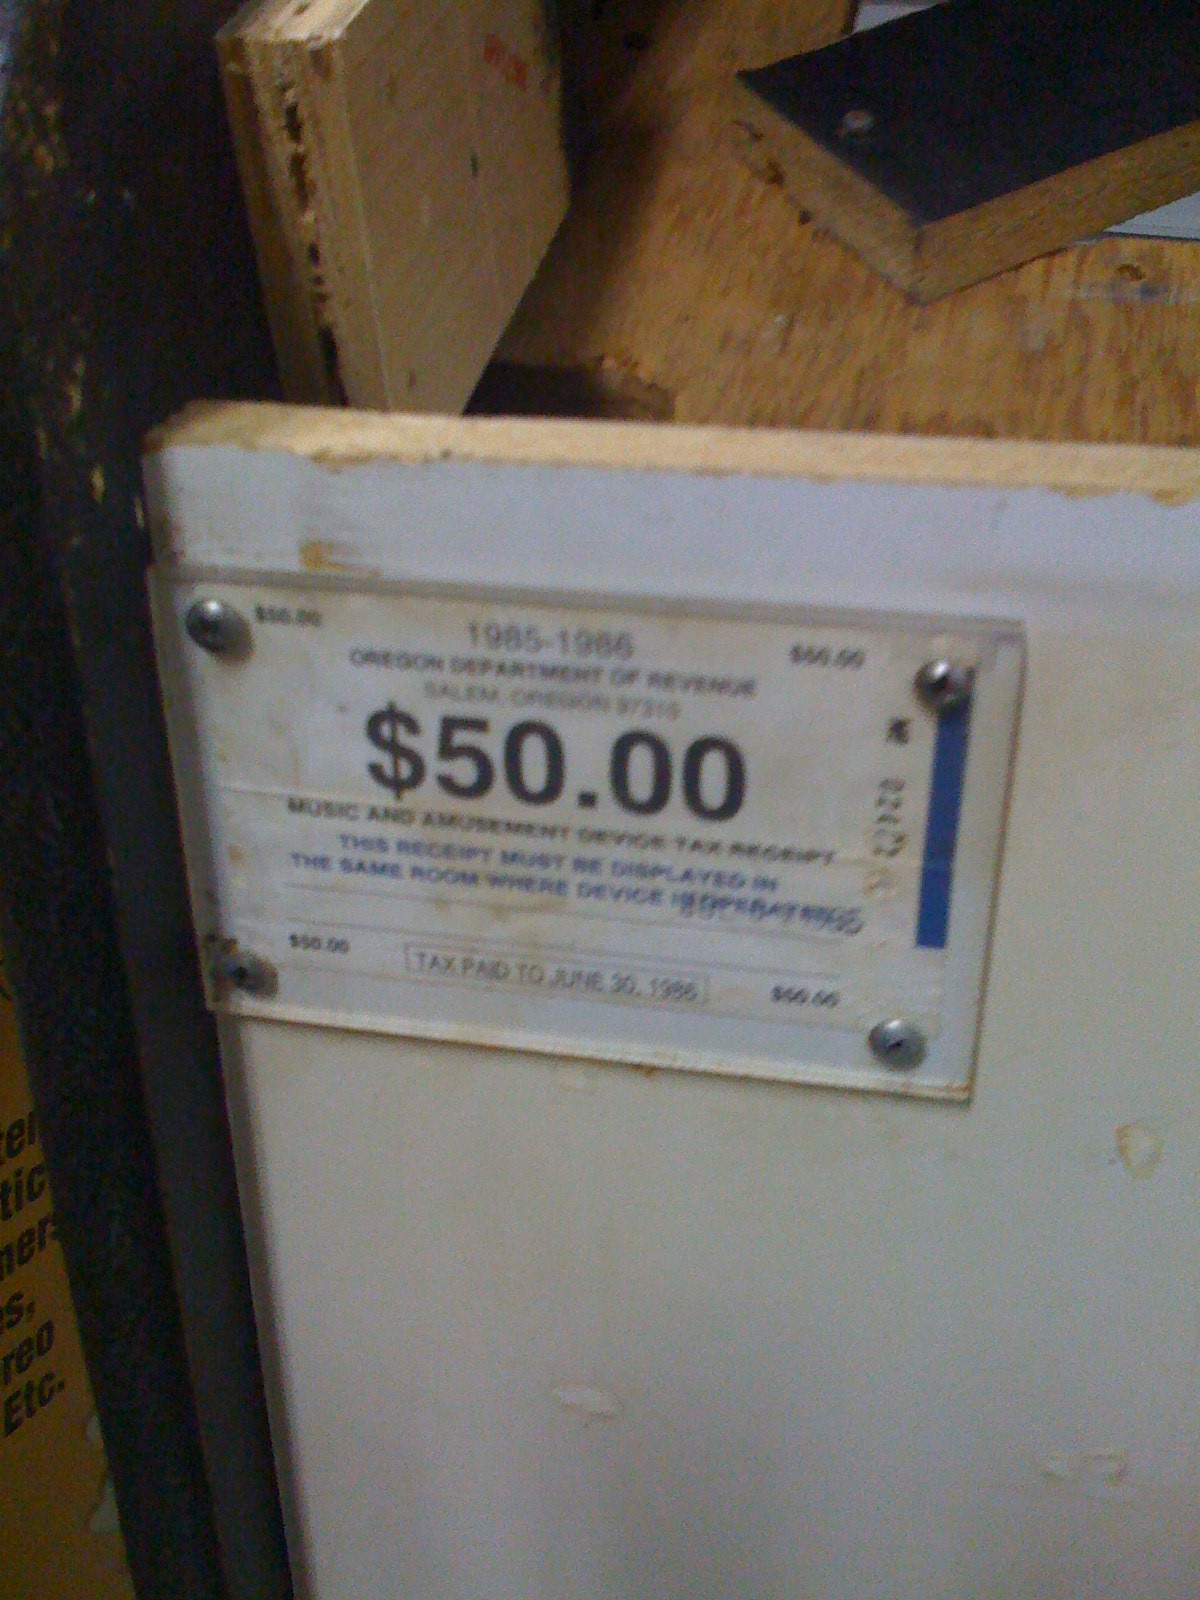 $50.00
1985-1986
$50.00
OREGON DEPARTMENT OF REVENUE
SALEM, OREGON 97310
$50.00
MUSIC AND AMUSEMENT DEVICE TAX RECEIPT
THIS RECEIPT MUST BE DISPLAYED IN
THE SAME ROOM WHERE DEVICE IS
$50.00
TAX PAID TO JUNE 30, 1986
$50.00
tic
s,
reo
Etc.